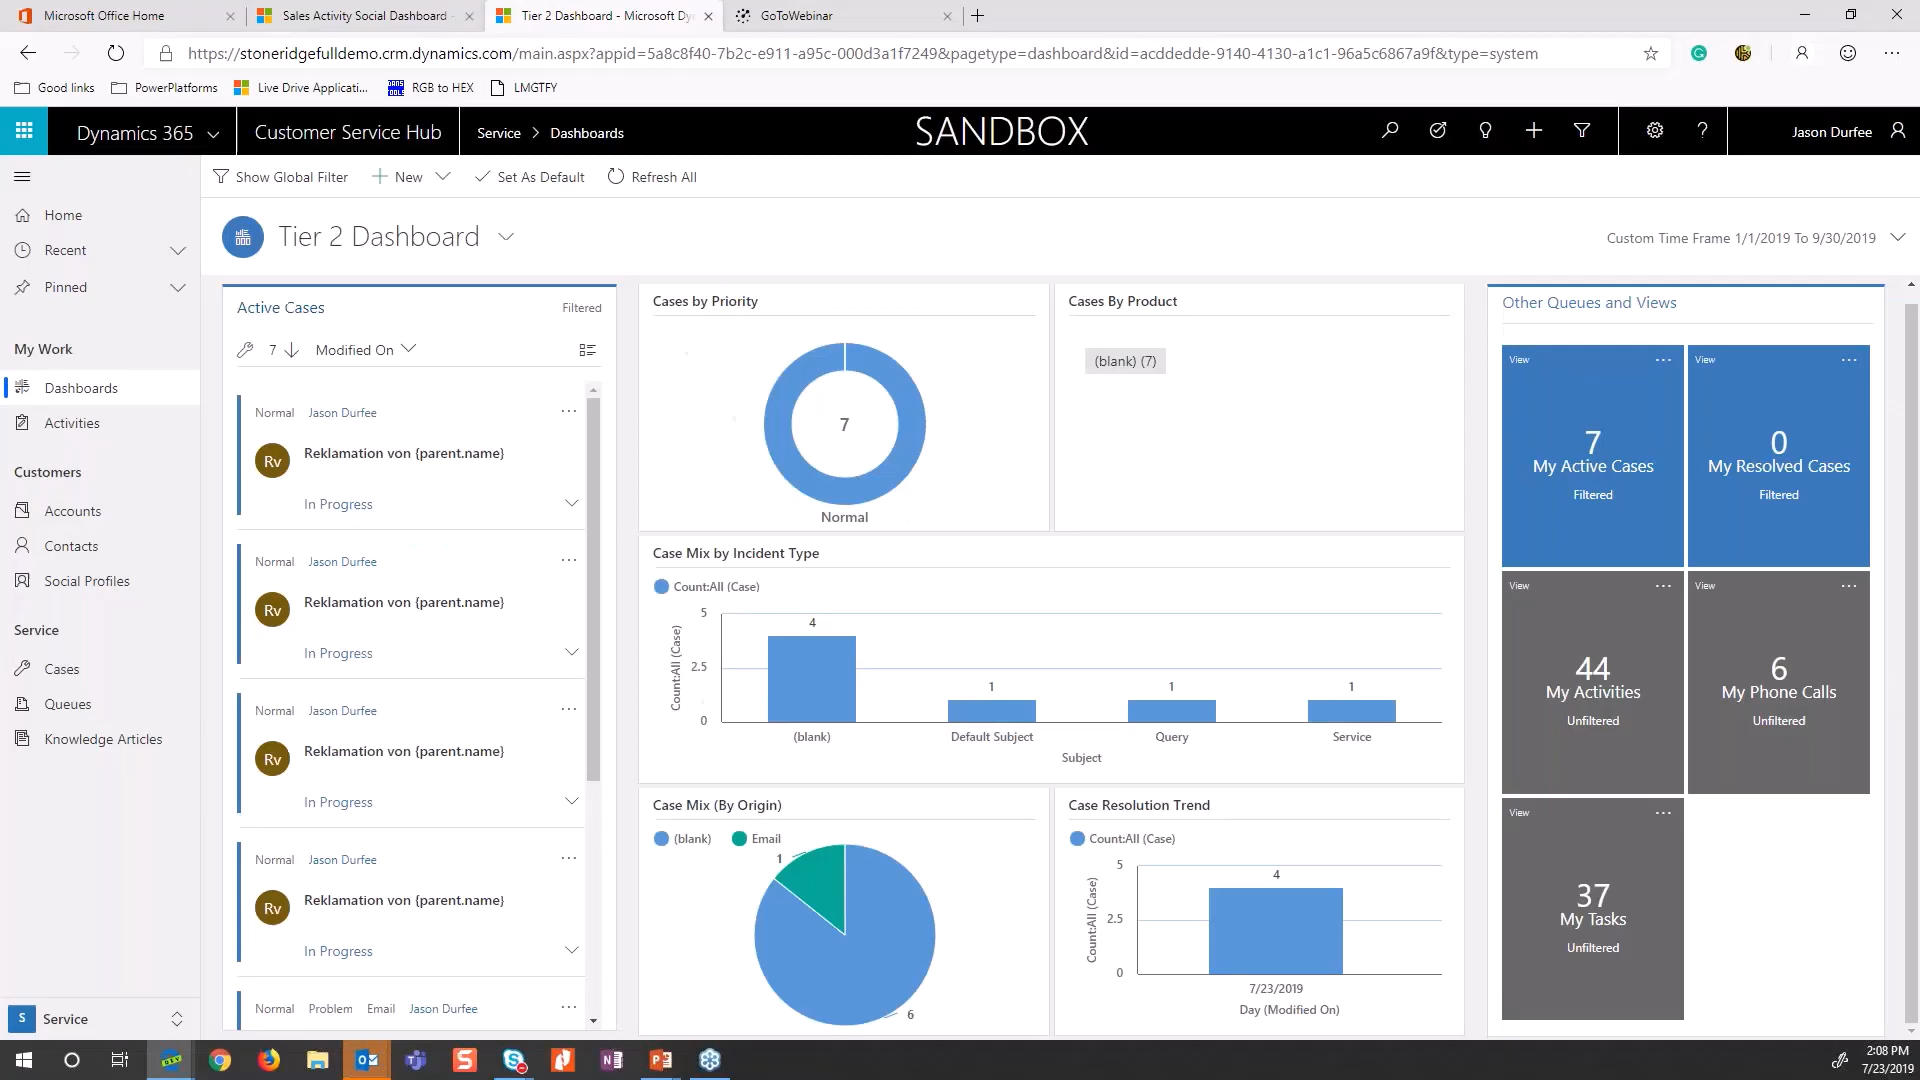 Microsoft Office Home
Sales Activity Social Dashboard -
Tier 2 Dashboard - Microsoft Dy
GoToWebinar
https://stoneridgefulldemo.crm.dynamics.com/main.aspx?appid=5a8c8f40-7b2c-e911-a95c-000d3a1f7249&pagetype=dashboard&id=acddedde-9140-4130-a1c1-96a5c6867a9f&type=system
Good links
PowerPlatforms
Live Drive Applicati...
RGB to HEX
LMGTFY
Dynamics 365
Customer Service Hub
Service > Dashboards
SANDBOX
Jason Durfee
Show Global Filter
New
Set As Default
Refresh All
Home
Recent
Pinned
My Work
Dashboards
Activities
Customers
Accounts
Contacts
Social Profiles
Service
Cases
Queues
Knowledge Articles
S Service
Tier 2 Dashboard
Custom Time Frame 1/1/2019 To 9/30/2019
Active Cases
Filtered
7 Modified On
Normal Jason Durfee
Rv Reklamation von {parent.name}
In Progress
Normal Jason Durfee
Rv Reklamation von {parent.name}
In Progress
Normal Jason Durfee
Rv Reklamation von {parent.name}
In Progress
Normal Jason Durfee
Rv Reklamation von {parent.name}
In Progress
Normal Problem Email Jason Durfee
Cases by Priority
7
Normal
Cases By Product
(blank) (7)
Case Mix by Incident Type
Count:All (Case)
Count:All (Case)
5
2.5
0
4
1
1
1
(blank)
Default Subject
Query
Service
Subject
Case Mix (By Origin)
(blank)
Email
1
6
Case Resolution Trend
Count:All (Case)
Count:All (Case)
5
2.5
0
4
7/23/2019
Day (Modified On)
Other Queues and Views
View
7
My Active Cases
Filtered
View
0
My Resolved Cases
Filtered
View
44
My Activities
Unfiltered
View
6
My Phone Calls
Unfiltered
View
37
My Tasks
Unfiltered
2:08 PM
7/23/2019